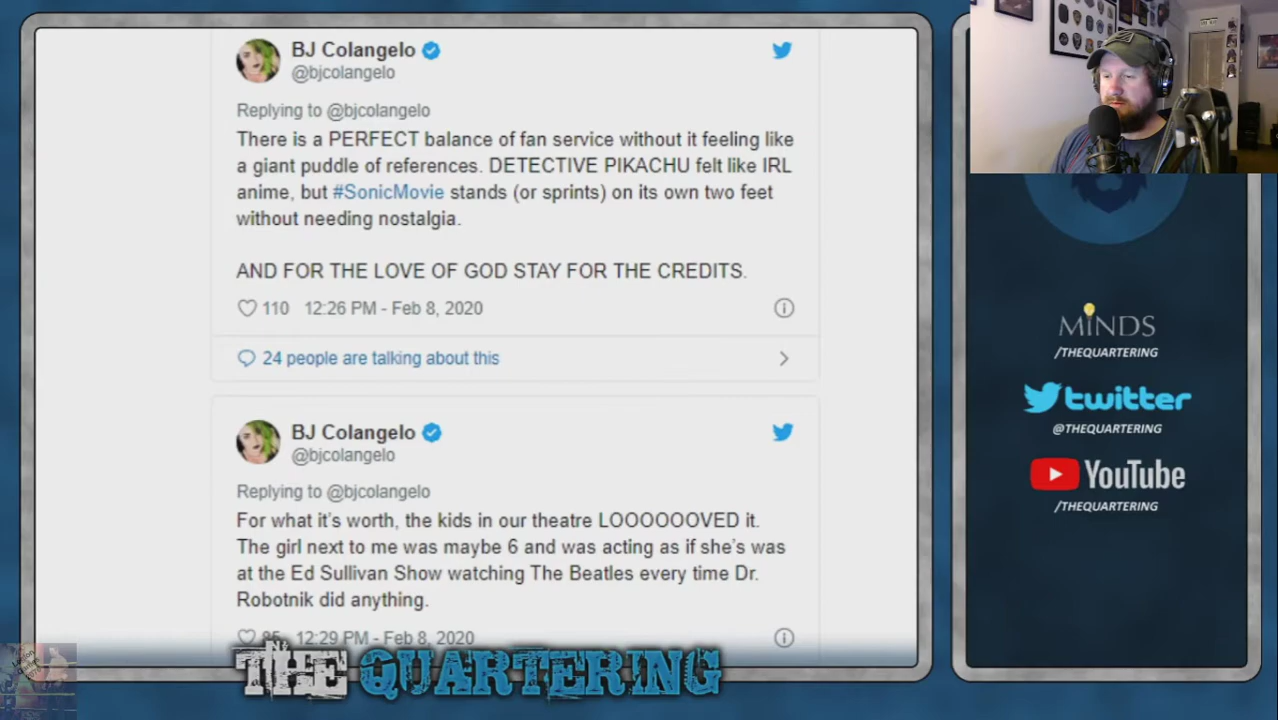 BJ Colangelo
@bjcolangelo
Replying to @bjcolangelo
There is a PERFECT balance of fan service without it feeling like
a giant puddle of references. DETECTIVE PIKACHU felt like IRL
anime, but #SonicMovie stands (or sprints) on its own two feet
without needing nostalgia.
AND FOR THE LOVE OF GOD STAY FOR THE CREDITS.
110 12:26 PM - Feb 8, 2020
24 people are talking about this
BJ Colangelo
@bjcolangelo
Replying to @bjcolangelo
For what it's worth, the kids in our theatre LOOOOOOVED it.
The girl next to me was maybe 6 and was acting as if she's was
at the Ed Sullivan Show watching The Beatles every time Dr.
Robotnik did anything.
85 12:29 PM - Feb 8, 2020
THE QUARTERING
MINDS
/THEQUARTERING
twitter
@THEQUARTERING
YouTube
/THEQUARTERING